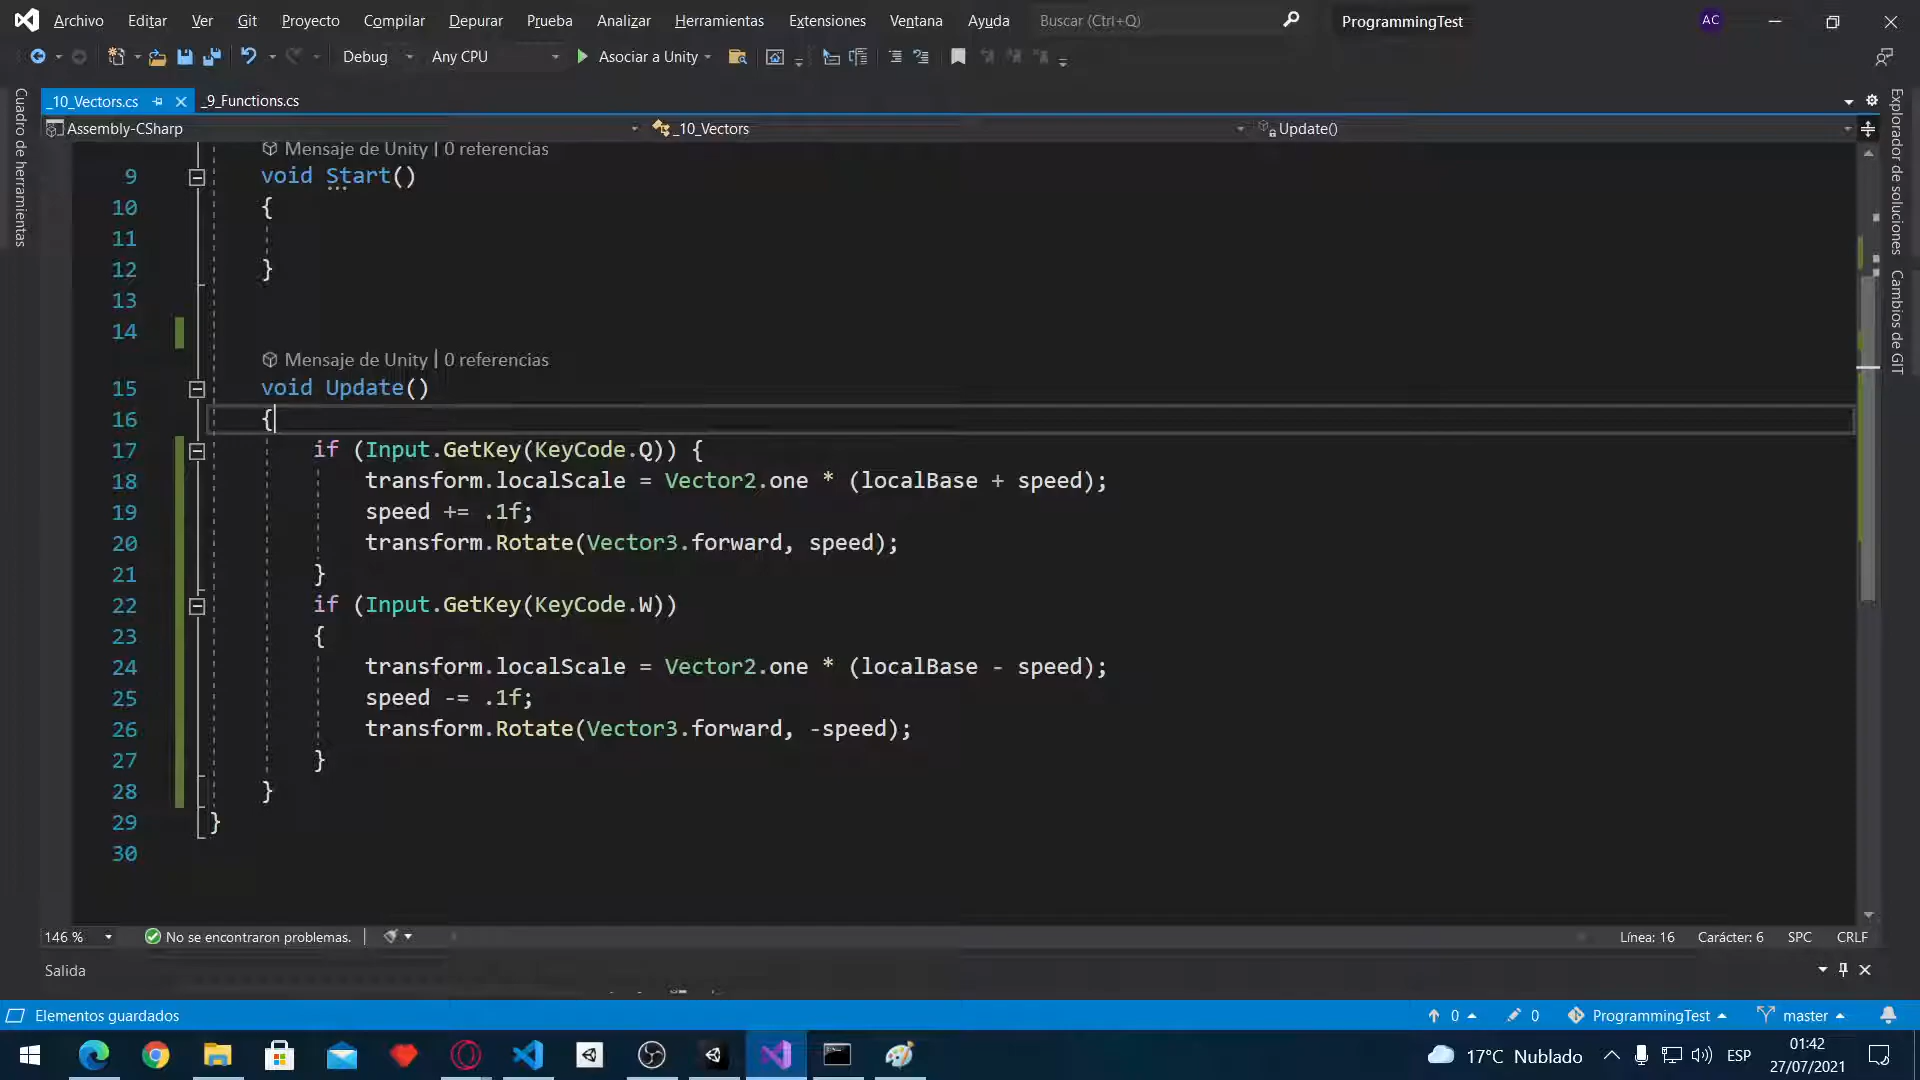 Archivo Editar Ver Git Proyecto Compilar Depurar Prueba Analizar Herramientas Extensiones Ventana Ayuda Buscar (Ctrl+Q) ProgrammingTest AC
Debug Any CPU Asociar a Unity
_10_Vectors.cs _9_Functions.cs
Assembly-CSharp _10_Vectors Update()
Cuadro de herramientas
Explorador de soluciones
Cambios de GIT
Mensaje de Unity | 0 referencias
9 void Start()
10 {
11
12 }
13
14
Mensaje de Unity | 0 referencias
15 void Update()
16 {
17 if (Input.GetKey(KeyCode.Q)) {
18 transform.localScale = Vector2.one * (localBase + speed);
19 speed += .1f;
20 transform.Rotate(Vector3.forward, speed);
21 }
22 if (Input.GetKey(KeyCode.W))
23 {
24 transform.localScale = Vector2.one * (localBase - speed);
25 speed -= .1f;
26 transform.Rotate(Vector3.forward, -speed);
27 }
28 }
29 }
30
146 % No se encontraron problemas. Línea: 16 Carácter: 6 SPC CRLF
Salida
Elementos guardados 0 0 ProgrammingTest master
17°C Nublado ESP 01:42
27/07/2021